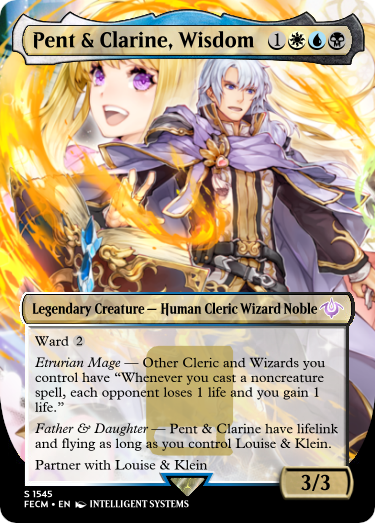 Pent & Clarine, Wisdom 1
Legendary Creature — Human Cleric Wizard Noble
Ward 2
Etrurian Mage — Other Cleric and Wizards you
control have “Whenever you cast a noncreature
spell, each opponent loses 1 life and you gain 1
life.”
Father & Daughter — Pent & Clarine have lifelink
and flying as long as you control Louise & Klein.
Partner with Louise & Klein
3/3
S 1545
FECM • EN INTELLIGENT SYSTEMS